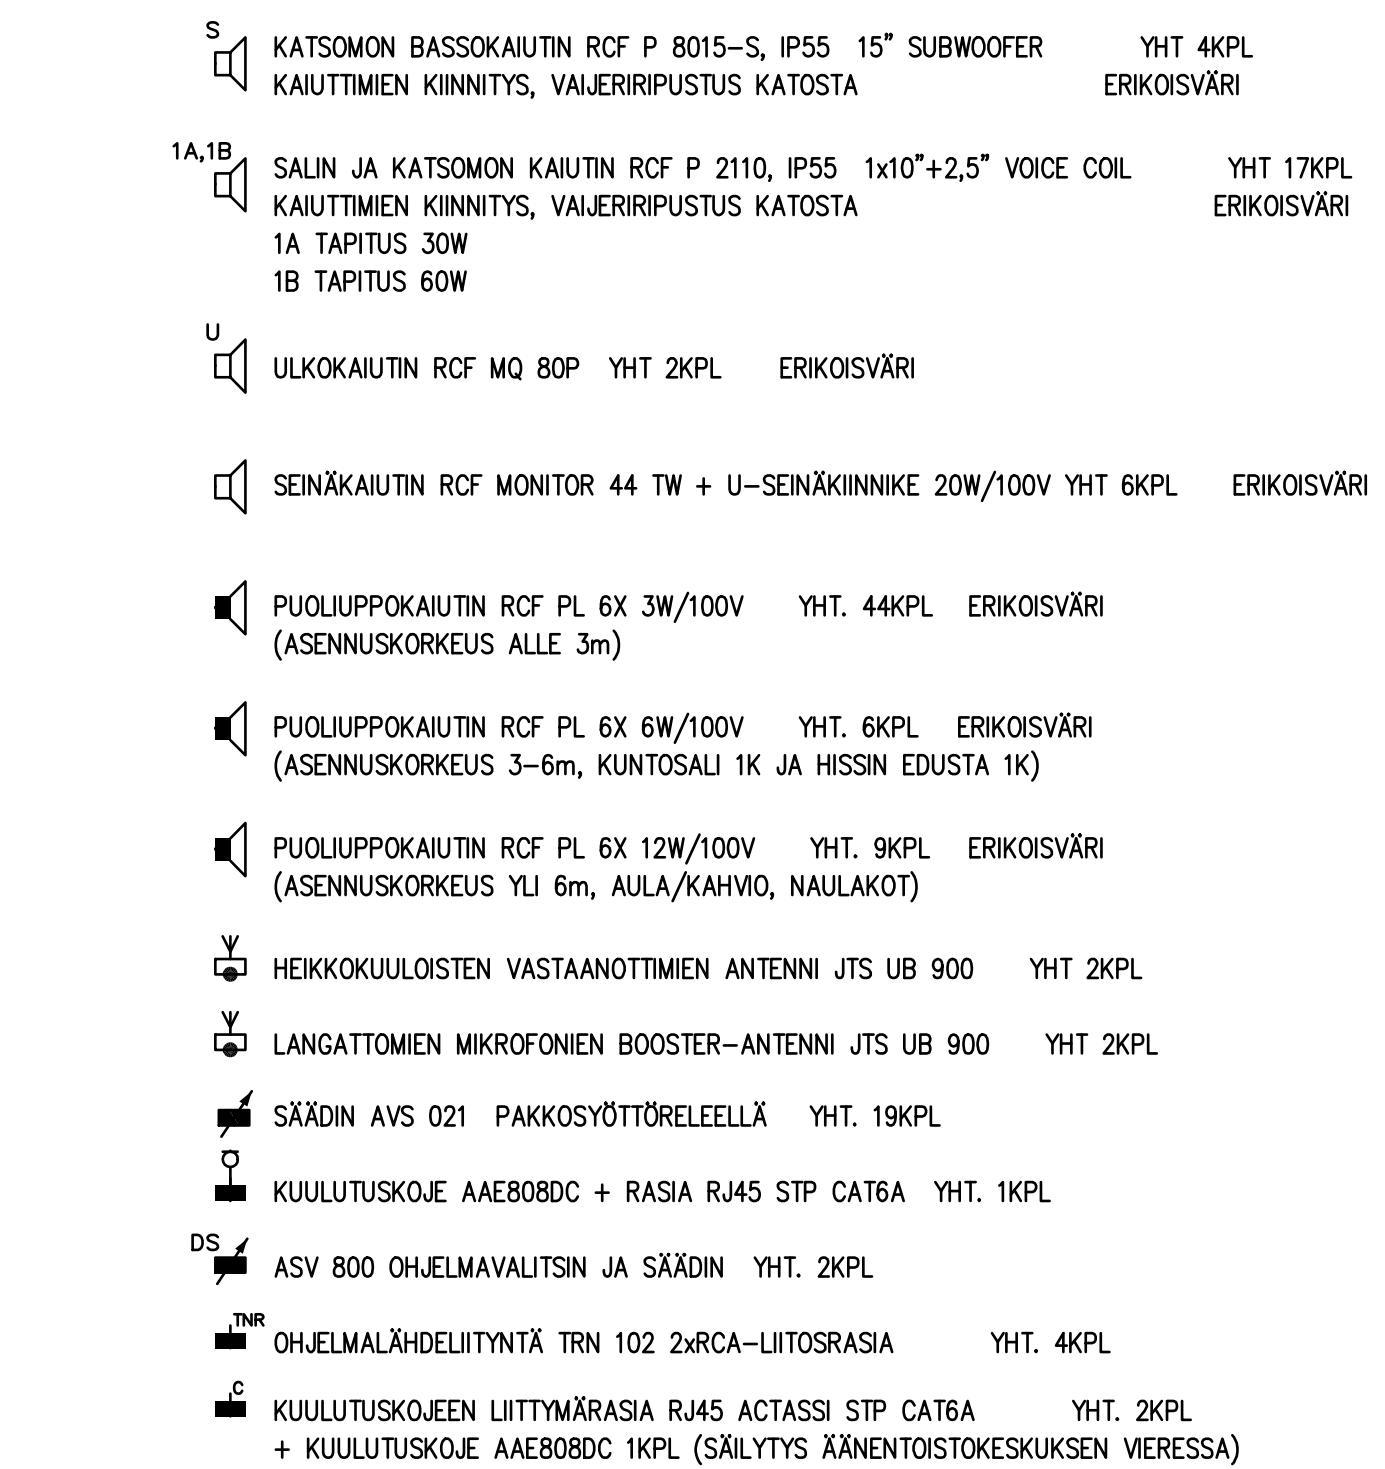 S
KATSOMON BASSOKAIUTIN RCF P 8015-S, IP55 15" SUBWOOFER YHT 4KPL
KAIUTTIMIEN KIINNITYS, VAIJERIRIPUSTUS KATOSTA ERIKOISVÄRI
1A,1B
SALIN JA KATSOMON KAIUTIN RCF P 2110, IP55 1x10"+2,5" VOICE COIL YHT 17KPL
KAIUTTIMIEN KIINNITYS, VAIJERIRIPUSTUS KATOSTA ERIKOISVÄRI
1A TAPITUS 30W
1B TAPITUS 60W
U
ULKOKAIUTIN RCF MQ 80P YHT 2KPL ERIKOISVÄRI
SEINÄKAIUTIN RCF MONITOR 44 TW + U-SEINÄKIINNIKE 20W/100V YHT 6KPL ERIKOISVÄRI
PUOLIUPPOKAIUTIN RCF PL 6X 3W/100V YHT. 44KPL ERIKOISVÄRI
(ASENNUSKORKEUS ALLE 3m)
PUOLIUPPOKAIUTIN RCF PL 6X 6W/100V YHT. 6KPL ERIKOISVÄRI
(ASENNUSKORKEUS 3-6m, KUNTOSALI 1K JA HISSIN EDUSTA 1K)
PUOLIUPPOKAIUTIN RCF PL 6X 12W/100V YHT. 9KPL ERIKOISVÄRI
(ASENNUSKORKEUS YLI 6m, AULA/KAHVIO, NAULAKOT)
HEIKKOKUULOISTEN VASTAANOTTIMIEN ANTENNI JTS UB 900 YHT 2KPL
LANGATTOMIEN MIKROFONIEN BOOSTER-ANTENNI JTS UB 900 YHT 2KPL
SÄÄDIN AVS 021 PAKKOSYÖTTÖRELEELLÄ YHT. 19KPL
KUULUTUSKOJE AAE808DC + RASIA RJ45 STP CAT6A YHT. 1KPL
DS
ASV 800 OHJELMAVALITSIN JA SÄÄDIN YHT. 2KPL
TNR
OHJELMALÄHDELIITYNTÄ TRN 102 2xRCA-LIITOSRASIA YHT. 4KPL
C
KUULUTUSKOJEEN LIITTYMÄRASIA RJ45 ACTASSI STP CAT6A YHT. 2KPL
+ KUULUTUSKOJE AAE808DC 1KPL (SÄILYTYS ÄÄNENTOISTOKESKUKSEN VIERESSA)